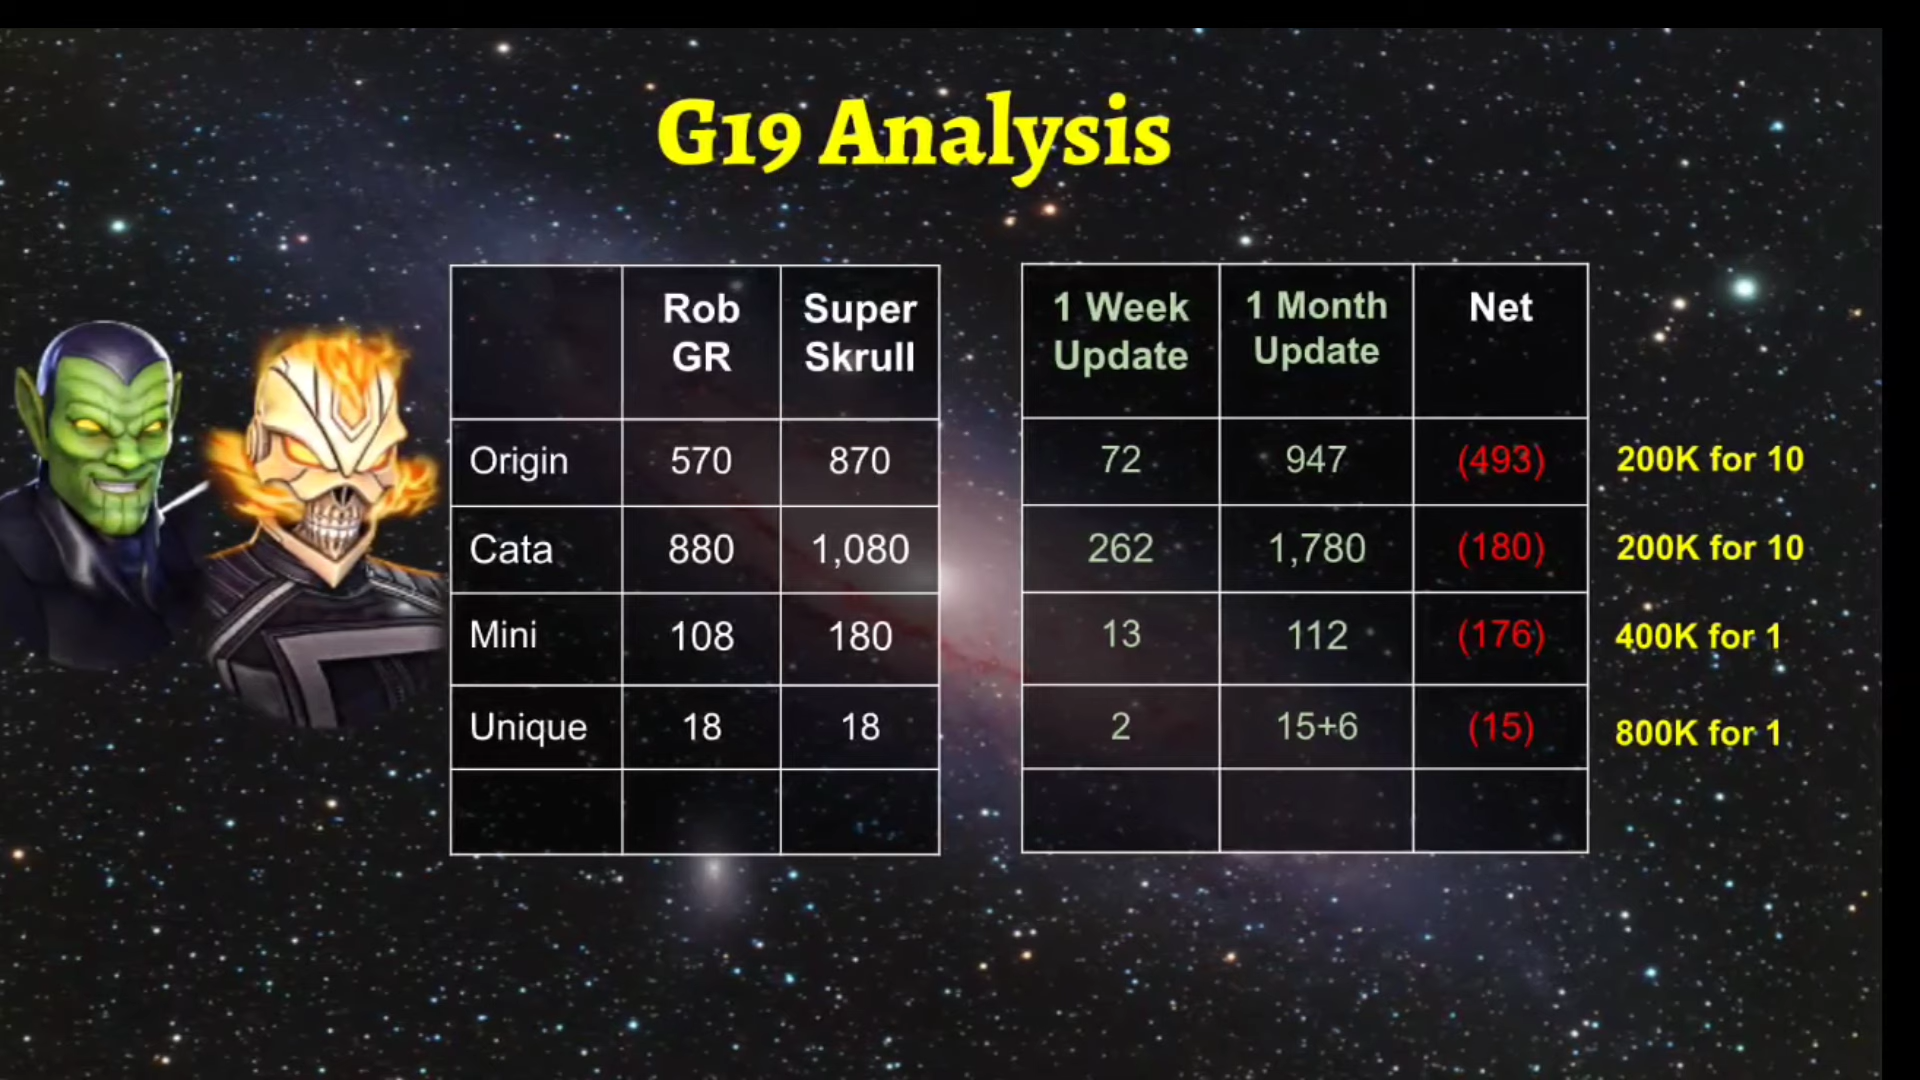 G19 Analysis
Rob GR Super Skrull 1 Week Update 1 Month Update Net
Origin 570 870 72 947 (493) 200K for 10
Cata 880 1,080 262 1,780 (180) 200K for 10
Mini 108 180 13 112 (176) 400K for 1
Unique 18 18 2 15+6 (15) 800K for 1